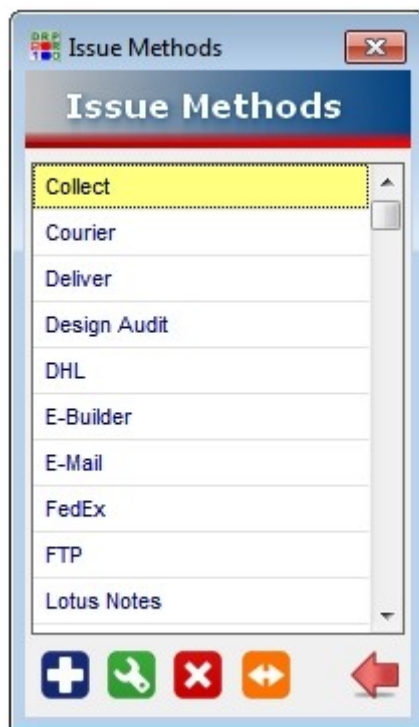 Issue Methods
Issue Methods
Collect
Courier
Deliver
Design Audit
DHL
E-Builder
E-Mail
FedEx
FTP
Lotus Notes